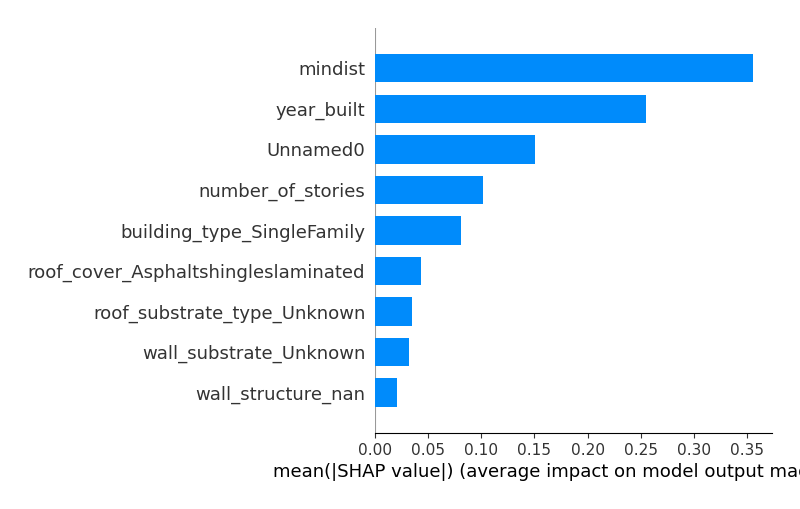 mindist
year_built
Unnamed0
number_of_stories
building_type_SingleFamily
roof_cover_Asphaltshingleslaminated
roof_substrate_type_Unknown
wall_substrate_Unknown
wall_structure_nan
0.00 0.05 0.10 0.15 0.20 0.25 0.30 0.35
mean(|SHAP value|) (average impact on model output